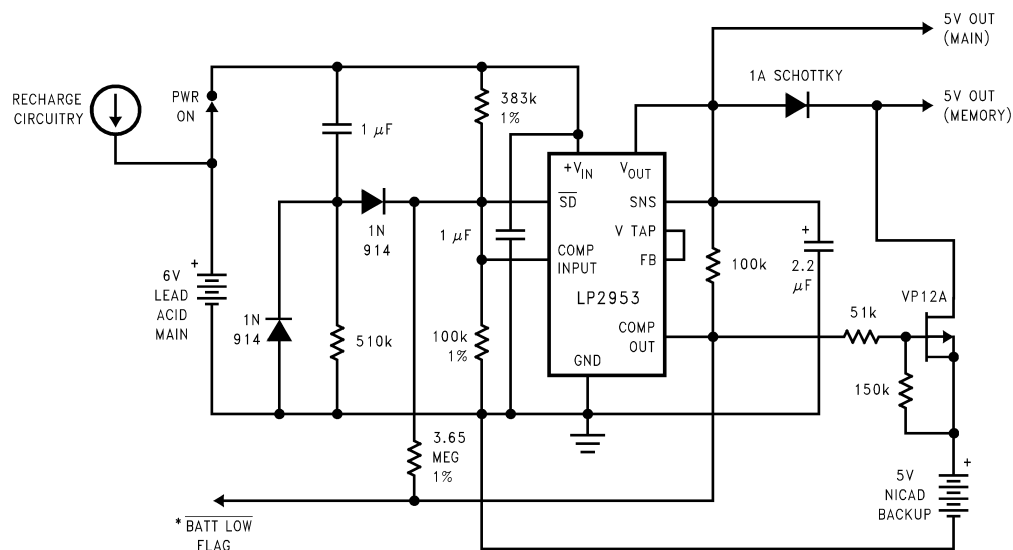 5V OUT
(MAIN)
1A SCHOTTKY
5V OUT
(MEMORY)
RECHARGE
CIRCUITRY
PWR
ON
1 μF
383k
1%
+VIN
VOUT
SD
SNS
1N
914
1 μF
V TAP
FB
COMP
INPUT
LP2953
COMP
OUT
GND
100k
+
2.2
μF
+
6V
LEAD
ACID
MAIN
1N
914
510k
100k
1%
51k
VP12A
150k
3.65
MEG
1%
+
5V
NICAD
BACKUP
* BATT LOW
FLAG